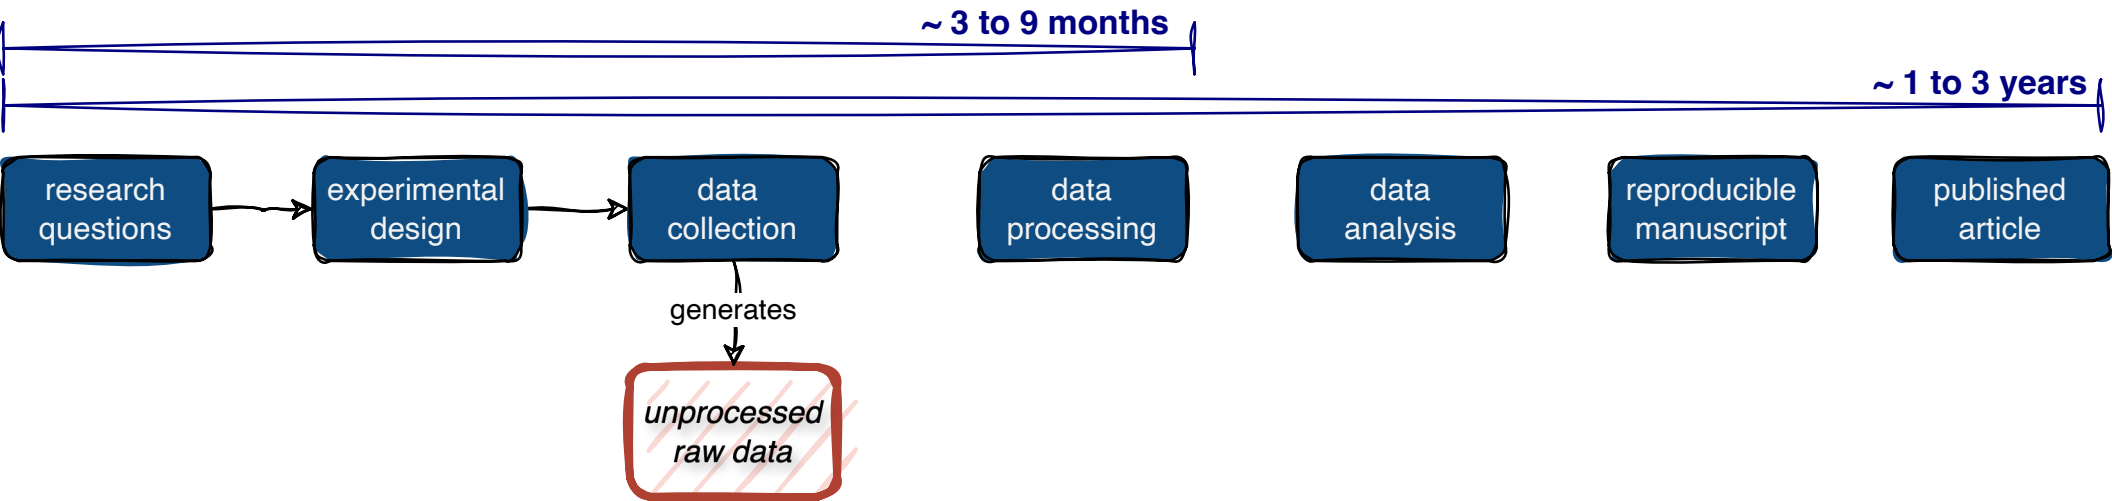 ~ 3 to 9 months
~ 1 to 3 years
research
questions
experimental
design
data
collection
data
processing
data
analysis
reproducible
manuscript
published
article
generates
unprocessed
raw data